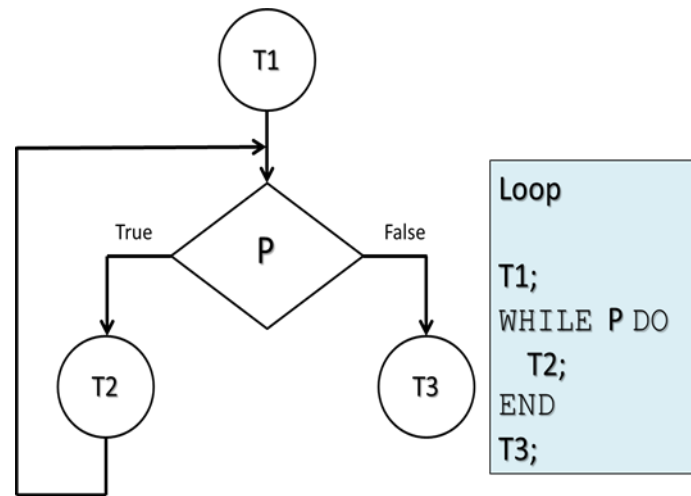 T1
True
False
P
T2
T3
Loop
T1;
WHILE P DO
T2;
END
T3;